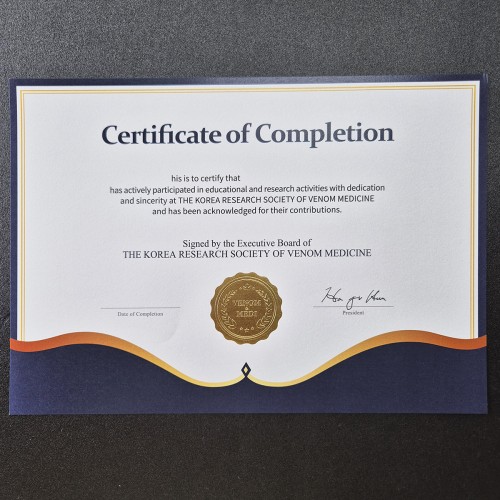 Certificate of Completion
his is to certify that
has actively participated in educational and research activities with dedication
and sincerity at THE KOREA RESEARCH SOCIETY OF VENOM MEDICINE
and has been acknowledged for their contributions.
Signed by the Executive Board of
THE KOREA RESEARCH SOCIETY OF VENOM MEDICINE
VENOM
MEDI
Date of Completion
President